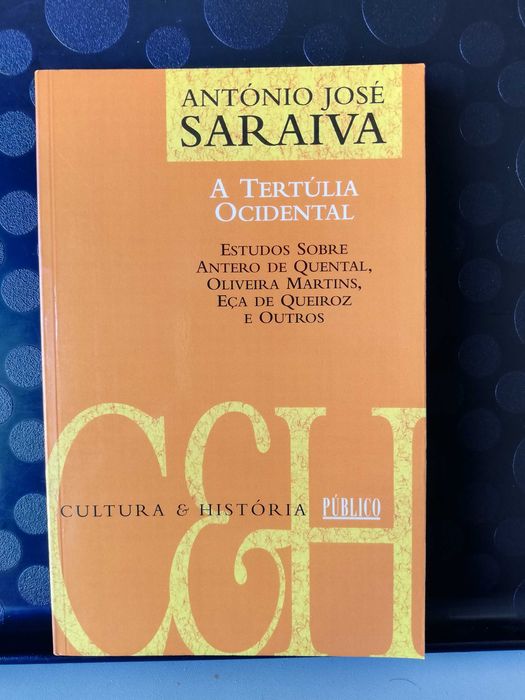 ANTÓNIO JOSÉ
SARAIVA
A TERTÚLIA
OCIDENTAL
ESTUDOS SOBRE
ANTERO DE QUENTAL,
OLIVEIRA MARTINS,
EÇA DE QUEIROZ
E OUTROS
C&H
CULTURA & HISTÓRIA PÚBLICO